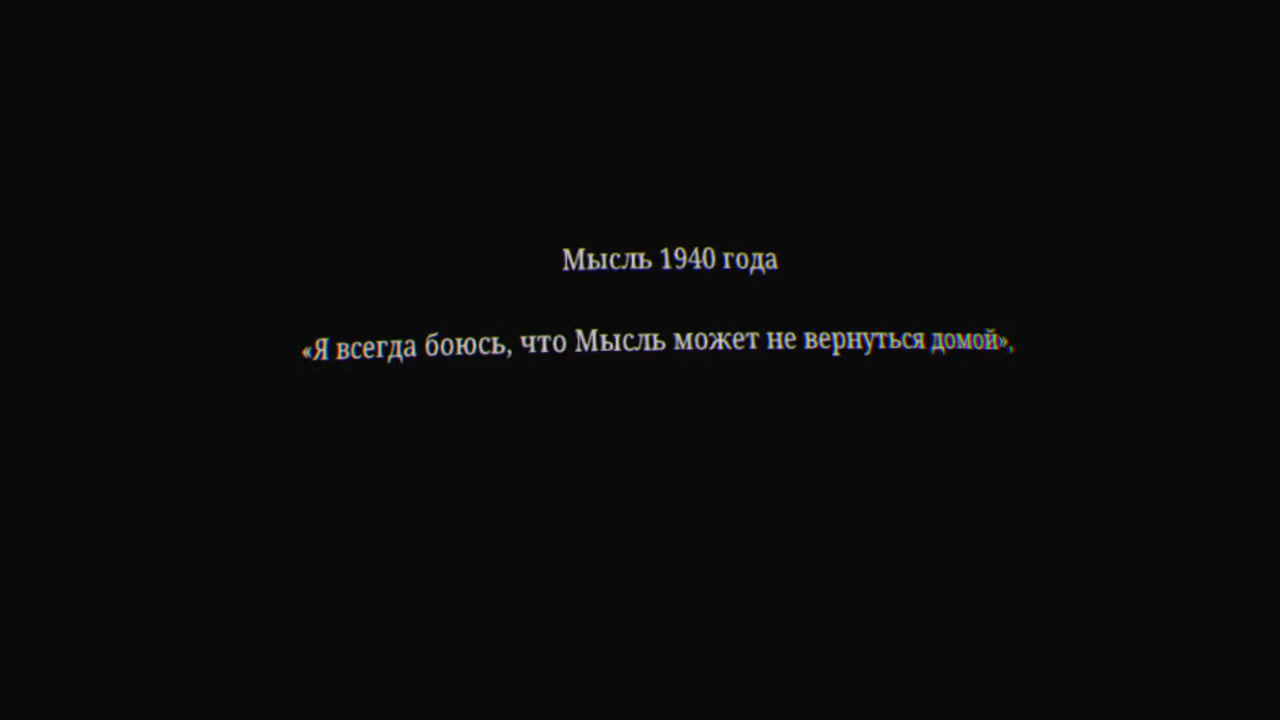 Мысль 1940 года
«Я всегда боюсь, что Мысль может не вернуться домой»,